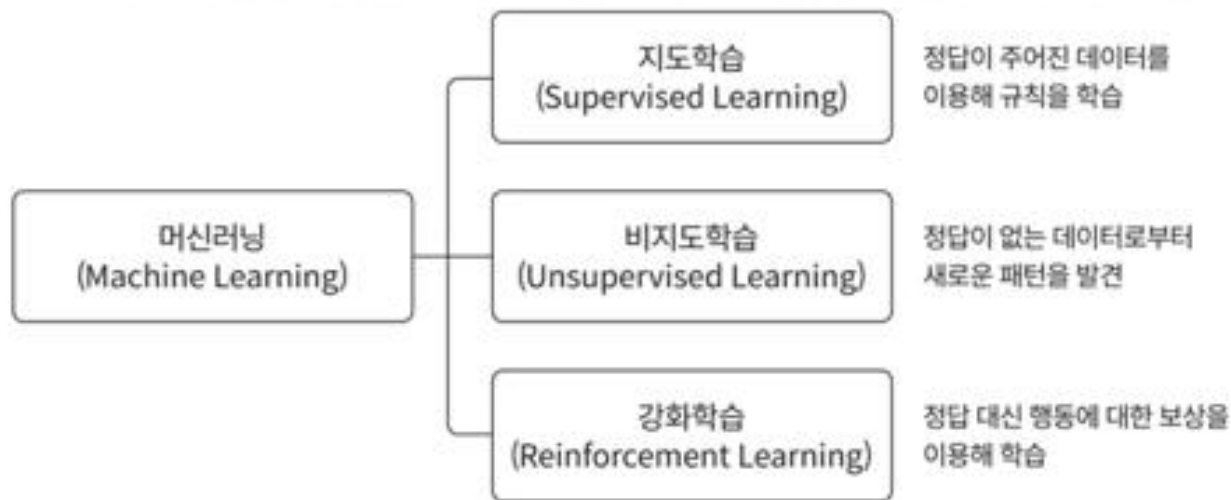 지도학습
(Supervised Learning)
정답이 주어진 데이터를
이용해 규칙을 학습
머신러닝
(Machine Learning)
비지도학습
(Unsupervised Learning)
정답이 없는 데이터로부터
새로운 패턴을 발견
강화학습
(Reinforcement Learning)
정답 대신 행동에 대한 보상을
이용해 학습